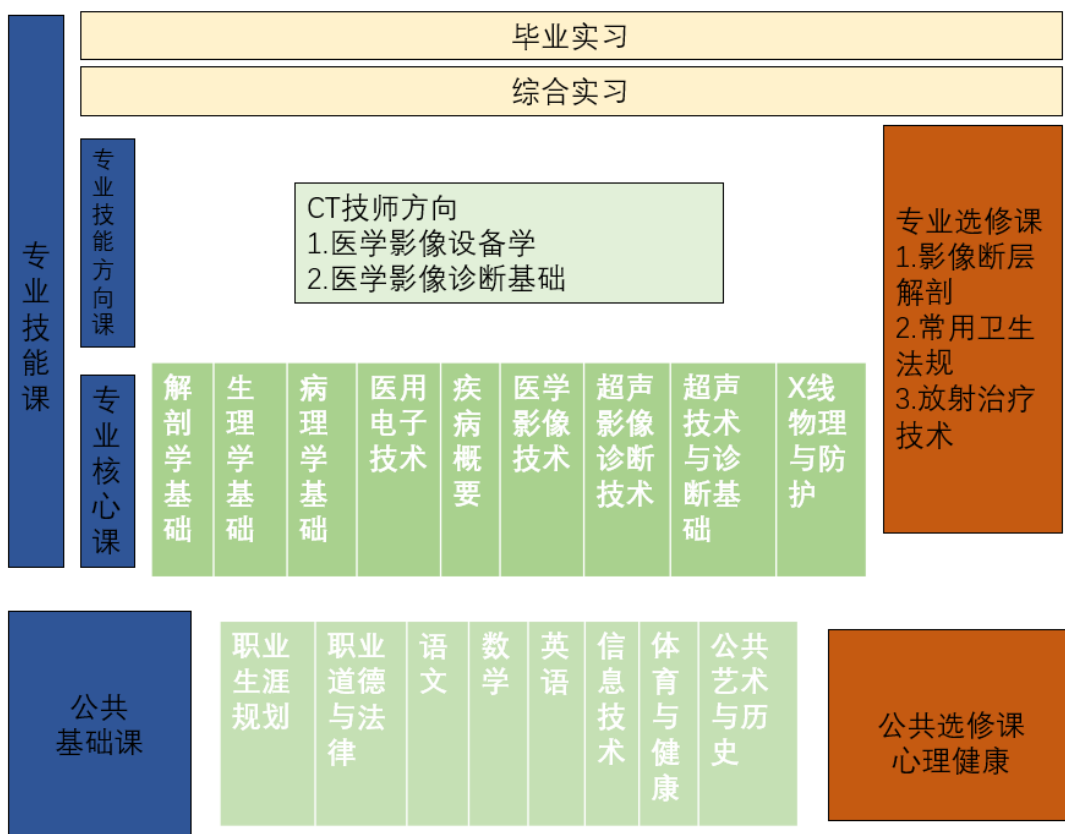 毕业实习
综合实习
专业技能课
专业技能方向课
CT技师方向
1.医学影像设备学
2.医学影像诊断基础
专业选修课
1.影像断层
解剖
2.常用卫生
法规
3.放射治疗
技术
专业核心课
解剖学基础
生理学基础
病理学基础
医用
电子
技术
疾病概要
医学
影像
技术
超声
影像
诊断
技术
超声
技术
与诊
断基
础
X线
物理
与防
护
公共
基础课
职业
生涯
规划
职业
道德
与法
律
语文
数学
英语
信息技术
体育与健康
公共
艺术
与历
史
公共选修课
心理健康